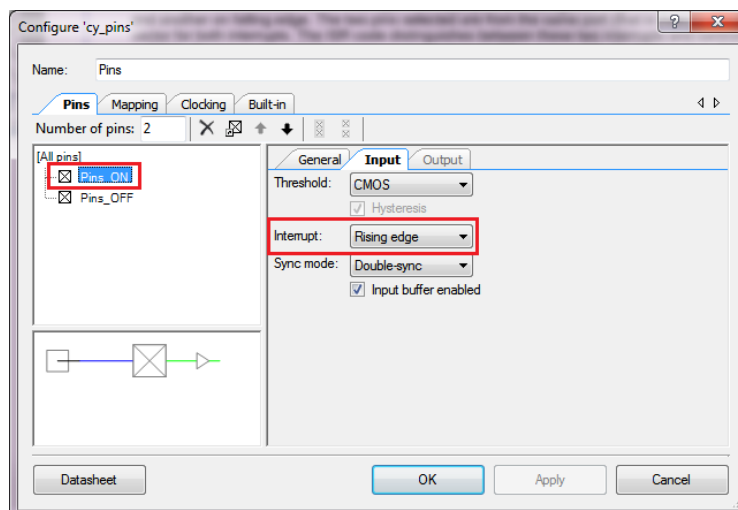 Configure 'cy_pins'
Name: Pins
Pins Mapping Clocking Built-in
Number of pins: 2
[All pins]
Pins_ON
Pins_OFF
General Input Output
Threshold: CMOS
Hysteresis
Interrupt: Rising edge
Sync mode: Double-sync
Input buffer enabled
Datasheet OK Apply Cancel